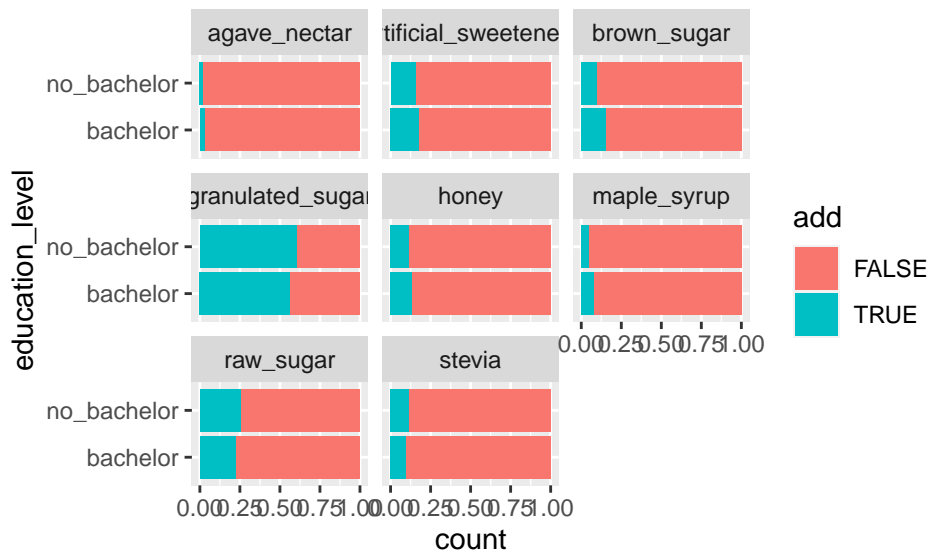 agave_nectar
rtificial_sweetene
brown_sugar
no_bachelor
bachelor
granulated_sugar
honey
maple_syrup
no_bachelor
bachelor
0.00 0.25 0.50 0.75 1.00
raw_sugar
stevia
no_bachelor
bachelor
0.00 0.25 0.50 0.75 1.00
0.00 0.25 0.50 0.75 1.00
count
education_level
add
FALSE
TRUE